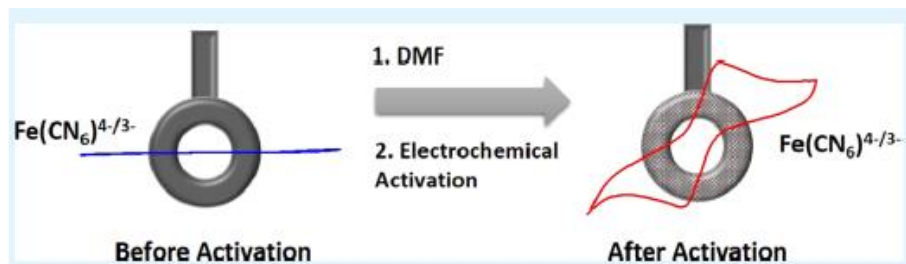 1. DMF
Fe(CN₆)⁴⁻/³⁻
2. Electrochemical
Activation
Fe(CN₆)⁴⁻/³⁻
Before Activation
After Activation